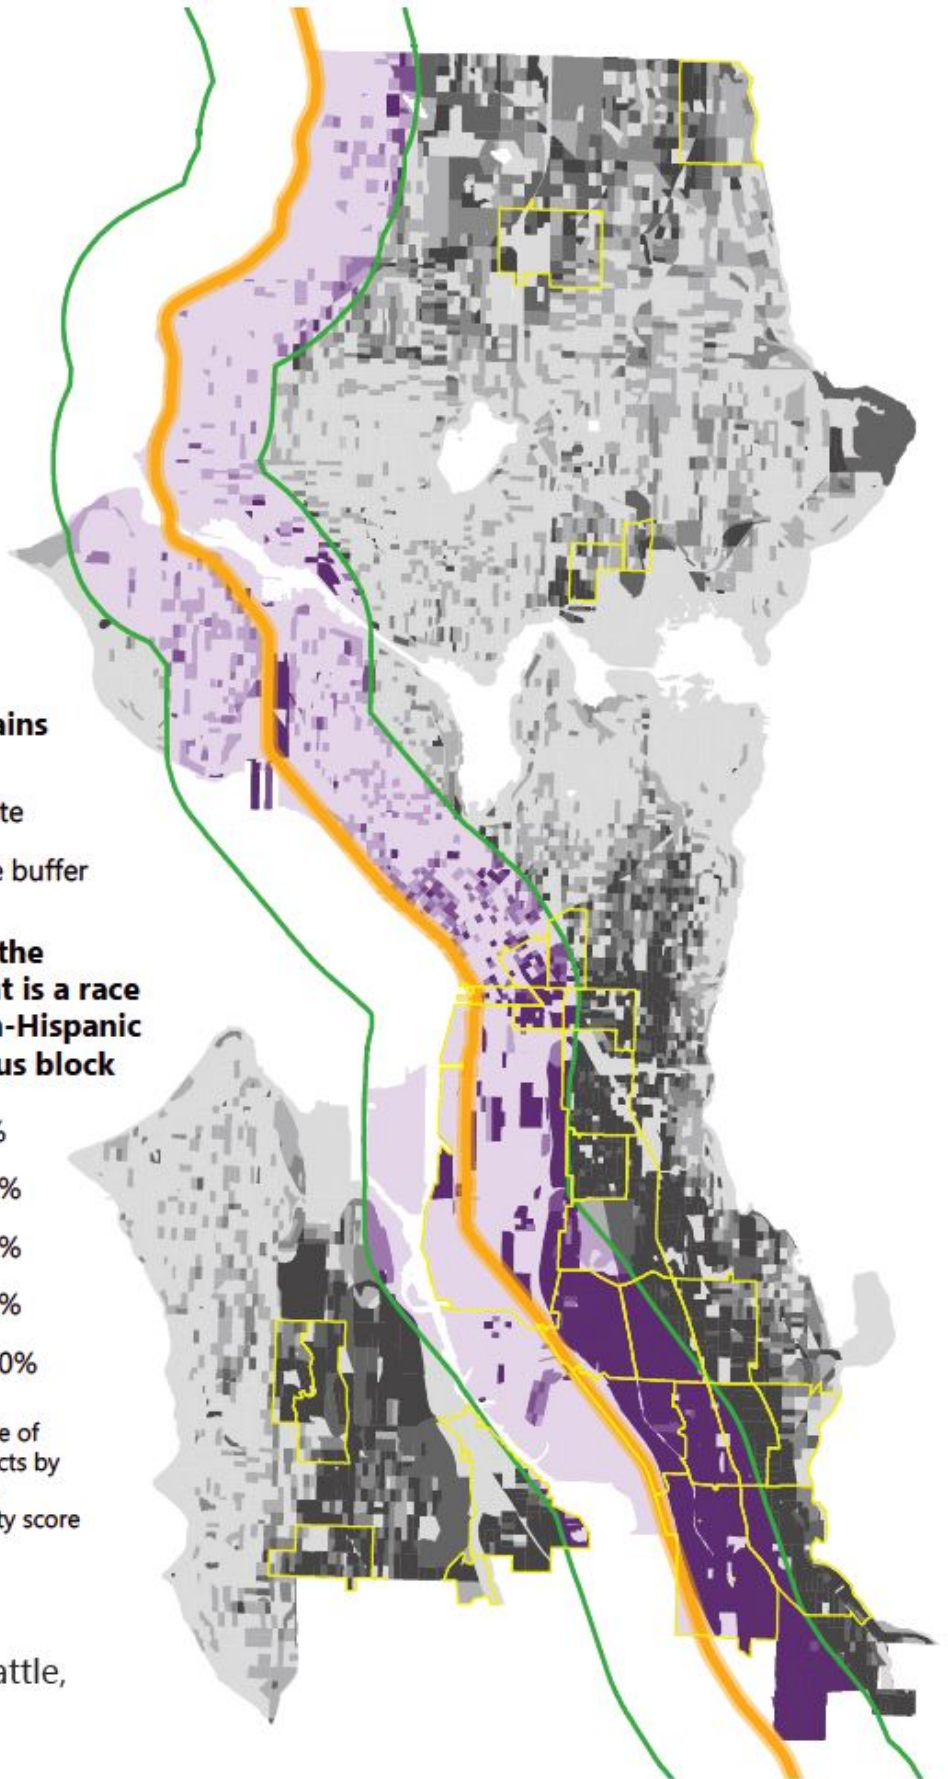 ains
te
e buffer
the
t is a race
n-Hispanic
us block
%
%
%
%
0%
e of
cts by
ty score
attle,